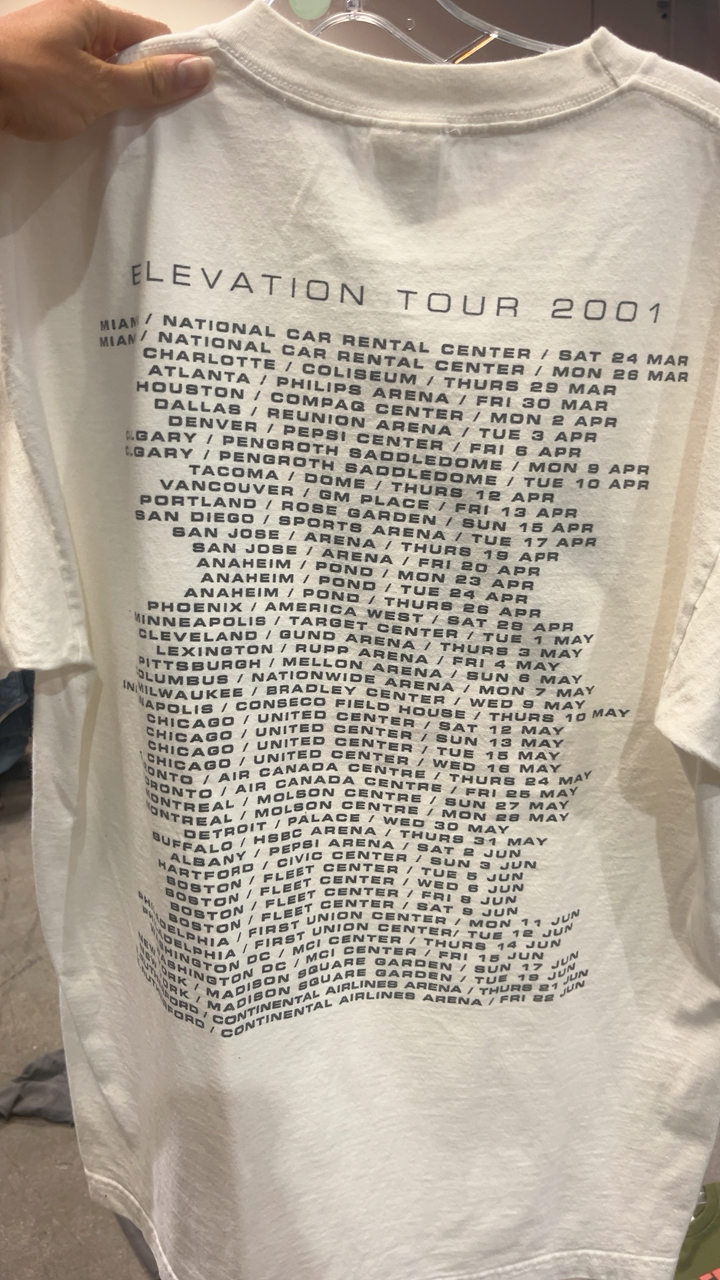 ELEVATION TOUR 2001
MIAM / NATIONAL CAR RENTAL CENTER / SAT 24 MAR
MIAM / NATIONAL CAR RENTAL CENTER / MON 26 MAR
CHARLOTTE / COLISEUM / THURS 29 MAR
ATLANTA / PHILIPS ARENA / FRI 30 MAR
HOUSTON / COMPAQ CENTER / MON 2 APR
DALLAS / REUNION ARENA / TUE 3 APR
DENVER / PEPSI CENTER / FRI 6 APR
LGARY / PENGROTH SADDLEDOME / MON 9 APR
LGARY / PENGROTH SADDLEDOME / TUE 10 APR
TACOMA / DOME / THURS 12 APR
VANCOUVER / GM PLACE / FRI 13 APR
PORTLAND / ROSE GARDEN / SUN 15 APR
SAN DIEGO / SPORTS ARENA / TUE 17 APR
SAN JOSE / ARENA / THURS 19 APR
SAN JOSE / ARENA / FRI 20 APR
ANAHEIM / POND / MON 23 APR
ANAHEIM / POND / TUE 24 APR
ANAHEIM / POND / THURS 26 APR
PHOENIX / AMERICA WEST / SAT 28 APR
MINNEAPOLIS / TARGET CENTER / TUE 1 MAY
CLEVELAND / GUND ARENA / THURS 3 MAY
LEXINGTON / RUPP ARENA / FRI 4 MAY
PITTSBURGH / MELLON ARENA / SUN 6 MAY
OLUMBUS / NATIONWIDE ARENA / MON 7 MAY
MILWAUKEE / BRADLEY CENTER / WED 9 MAY
IN NAPOLIS / CONSECO FIELD HOUSE / THURS 10 MAY
CHICAGO / UNITED CENTER / SAT 12 MAY
CHICAGO / UNITED CENTER / SUN 13 MAY
CHICAGO / UNITED CENTER / TUE 15 MAY
CHICAGO / UNITED CENTER / WED 16 MAY
ONTO / AIR CANADA CENTRE / THURS 24 MAY
ORONTO / AIR CANADA CENTRE / FRI 25 MAY
ONTREAL / MOLSON CENTRE / SUN 27 MAY
ONTREAL / MOLSON CENTRE / MON 28 MAY
DETROIT / PALACE / WED 30 MAY
BUFFALO / HSBC ARENA / THURS 31 MAY
ALBANY / PEPSI ARENA / SAT 2 JUN
HARTFORD / CIVIC CENTER / SUN 3 JUN
BOSTON / FLEET CENTER / TUE 5 JUN
BOSTON / FLEET CENTER / WED 6 JUN
BOSTON / FLEET CENTER / FRI 8 JUN
BOSTON / FLEET CENTER / SAT 9 JUN
PHILADELPHIA / FIRST UNION CENTER / MON 11 JUN
ADELPHIA / FIRST UNION CENTER/ TUE 12 JUN
HINGTON DC / MCI CENTER / THURS 14 JUN
WASHINGTON DC / MCI CENTER / FRI 15 JUN
NEW YORK / MADISON SQUARE GARDEN / SUN 17 JUN
ORK / MADISON SQUARE GARDEN / TUE 19 JUN
FORD / CONTINENTAL AIRLINES ARENA / THURS 21 JUN
FORD / CONTINENTAL AIRLINES ARENA / FRI 22 JUN